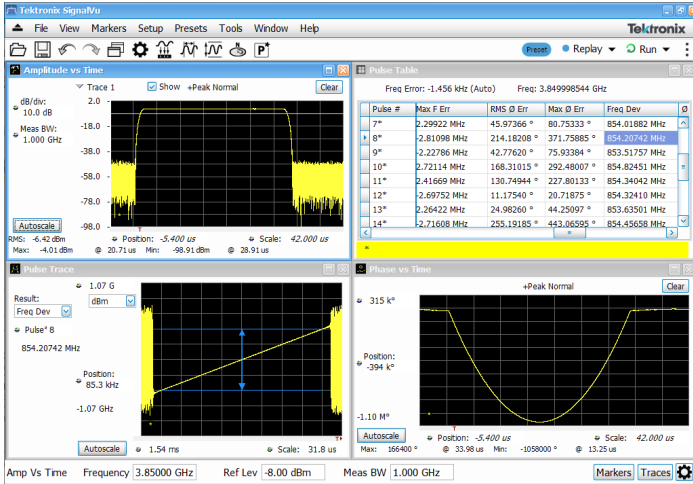 Tektronix SignalVu
File View Markers Setup Presets Tools Window Help
Tektronix
Preset Replay Run
Amplitude vs Time
Trace 1 Show +Peak Normal Clear
dB/div:
10.0 dB
Meas BW:
1.000 GHz
2.0
-18.0
-38.0
-58.0
-98.0
Autoscale
RMS: -6.42 dBm
Position: -5.400 us Scale: 42.000 us
Max: -4.01 dBm @ 20.71 us Min: -98.91 dBm @ 28.91 us
Pulse Table
Freq Error: -1.456 kHz (Auto) Freq: 3.849998544 GHz
Pulse # Max F Err RMS Ø Err Max Ø Err Freq Dev Ø
7* 2.29922 MHz 45.97366 ° 80.75333 ° 854.01882 MHz
8* -2.81098 MHz 214.18208 ° 371.75885 ° 854.20742 MHz
9* -2.22786 MHz 42.77620 ° 75.93384 ° 853.51757 MHz
10* 2.72114 MHz 168.31015 ° 292.48007 ° 854.82451 MHz
11* 2.41669 MHz 130.74944 ° 227.80133 ° 854.34042 MHz
12* -2.69752 MHz 11.17540 ° 20.71875 ° 854.32410 MHz
13* 2.26422 MHz 24.98260 ° 44.25097 ° 853.63501 MHz
14* -2.71608 MHz 255.19185 ° 443.06595 ° 854.45658 MHz
*
Pulse Trace
1.07 G
Result:
Freq Dev
dBm
Pulse* 8
854.20742 MHz
Position:
85.3 kHz
-1.07 GHz
Autoscale 1.54 ms Scale: 31.8 us
Phase vs Time
+Peak Normal Clear
315 k°
Position:
-394 k°
-1.10 M°
Autoscale
Position: -5.400 us Scale: 42.000 us
Max: 166400 ° @ 33.98 us Min: -1058000 ° @ 13.25 us
Amp Vs Time Frequency 3.85000 GHz Ref Lev -8.00 dBm Meas BW 1.000 GHz Markers Traces